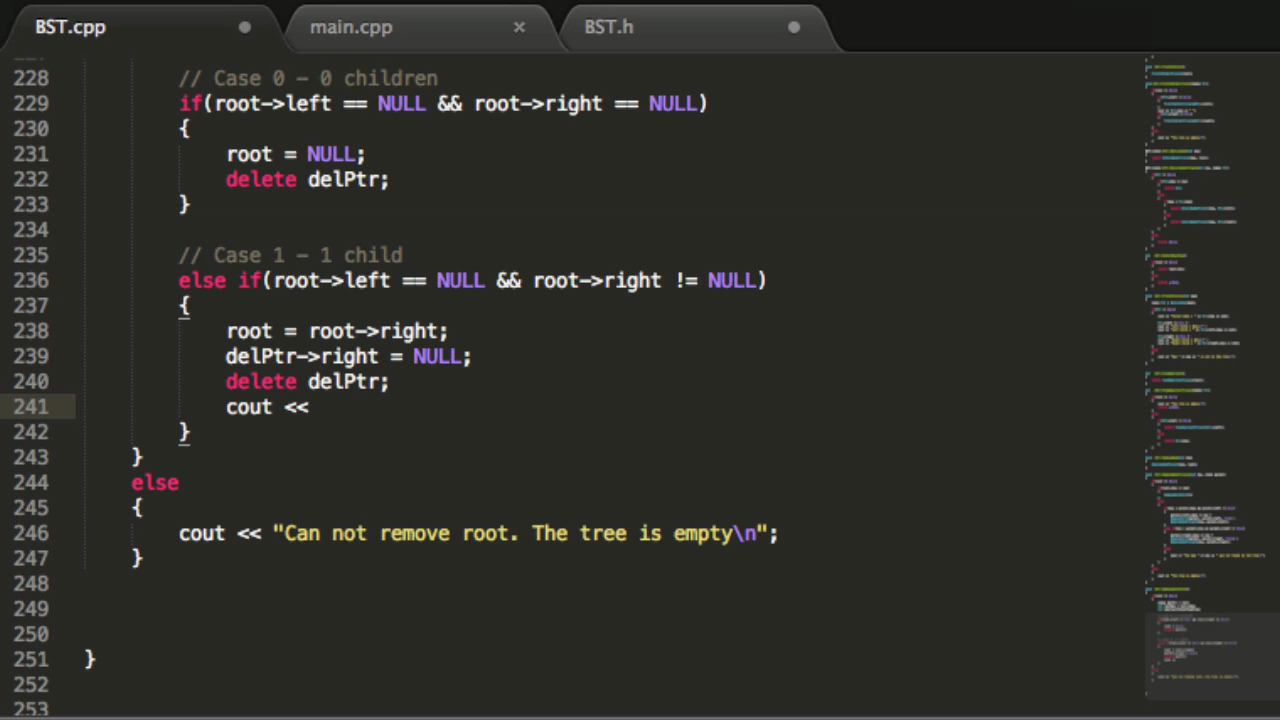 BST.cpp
main.cpp ×
BST.h
228 // Case 0 - 0 children
229 if(root->left == NULL && root->right == NULL)
230 {
231 root = NULL;
232 delete delPtr;
233 }
234
235 // Case 1 - 1 child
236 else if(root->left == NULL && root->right != NULL)
237 {
238 root = root->right;
239 delPtr->right = NULL;
240 delete delPtr;
241 cout <<
242 }
243 }
244 else
245 {
246 cout << "Can not remove root. The tree is empty\n";
247 }
248
249
250
251 }
252
253